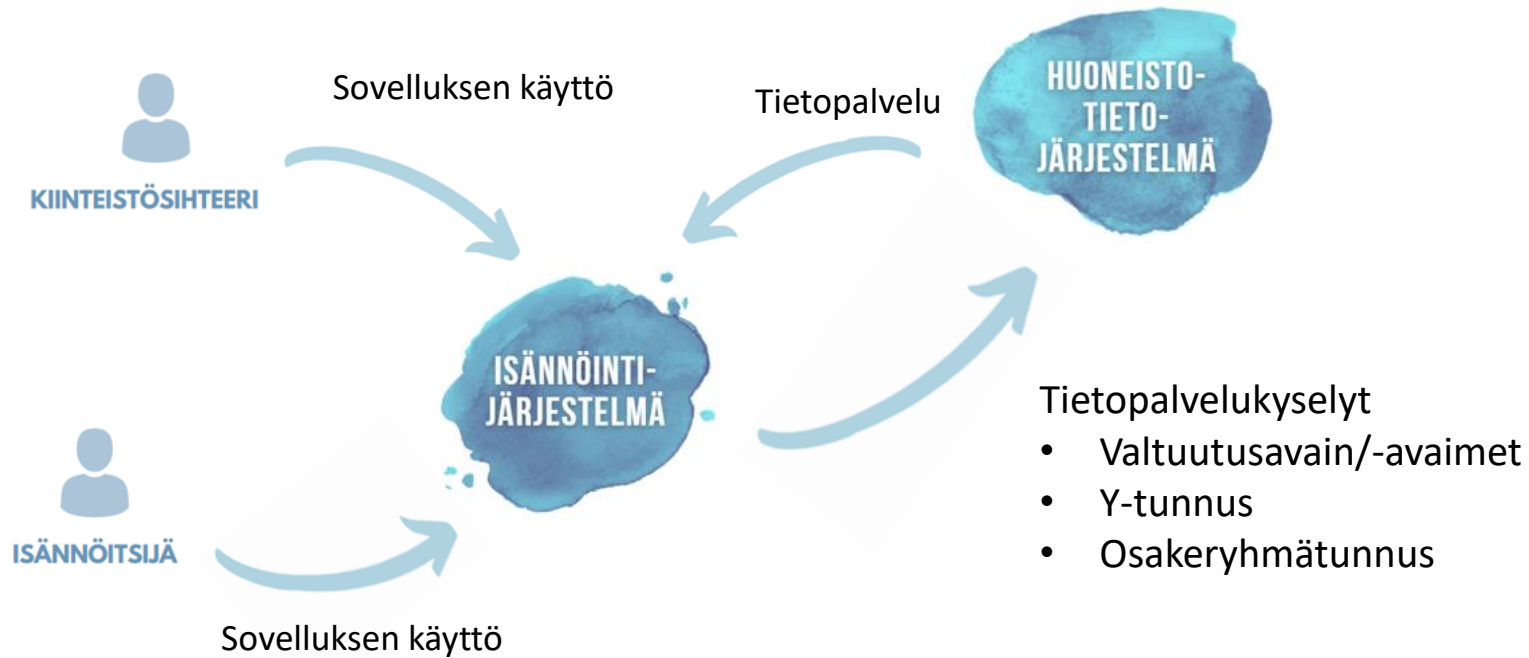 Sovelluksen käyttö
Tietopalvelu
HUONEISTO-
TIETO-
JÄRJESTELMÄ
KIINTEISTÖSIHTEERI
ISÄNNÖINTI-
JÄRJESTELMÄ
Tietopalvelukyselyt
• Valtuutusavain/-avaimet
• Y-tunnus
• Osakeryhmätunnus
ISÄNNÖITSIJÄ
Sovelluksen käyttö